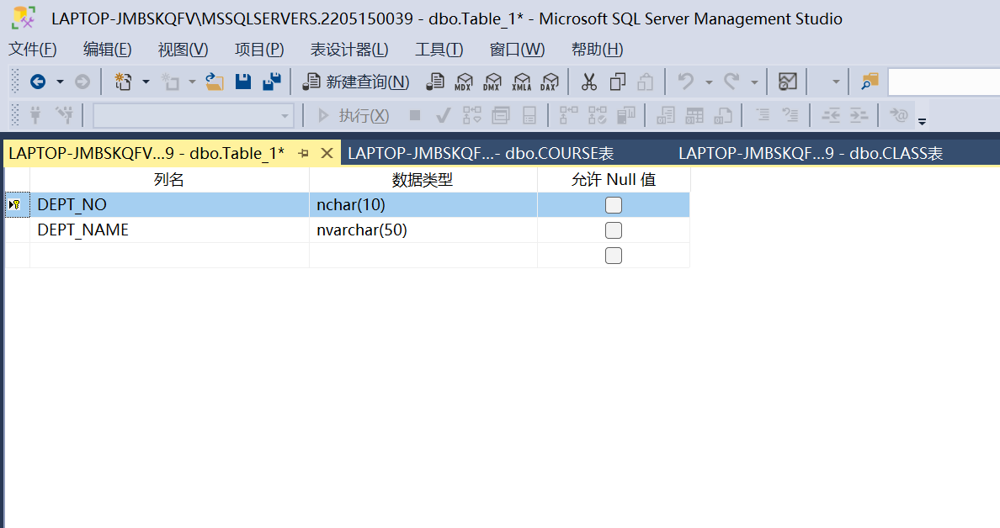 LAPTOP-JMBSKQFV\MSSQLSERVERS.2205150039 - dbo.Table_1* - Microsoft SQL Server Management Studio
文件(F) 编辑(E) 视图(V) 项目(P) 表设计器(L) 工具(T) 窗口(W) 帮助(H)
新建查询(N) MDX DMX XMLA DAX
执行(X)
LAPTOP-JMBSKQFV...9 - dbo.Table_1* LAPTOP-JMBSKQF...- dbo.COURSE表 LAPTOP-JMBSKQF...9 - dbo.CLASS表
列名 数据类型 允许 Null 值
DEPT_NO nchar(10)
DEPT_NAME nvarchar(50)